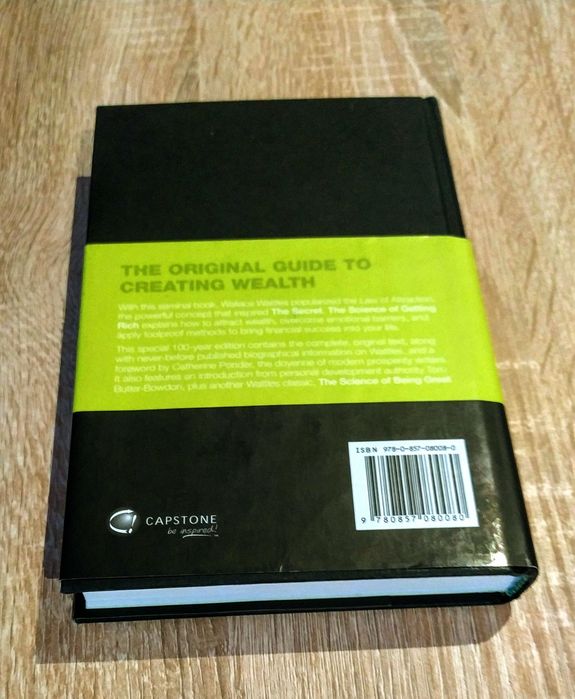 THE ORIGINAL GUIDE TO
CREATING WEALTH
With this seminal book, Wallace Wattles popularized the Law of Attraction,
the powerful concept that inspired The Secret. The Science of Getting
Rich explains how to attract wealth, overcome emotional barriers, and
apply foolproof methods to bring financial success into your life.
This special 100-year edition contains the complete, original text, along
with never-before published biographical information on Wattles, and a
foreword by Catherine Ponder, the doyenne of modern prosperity writers.
It also features an introduction from personal development authority Tom
Butler-Bowdon, plus another Wattles classic, The Science of Being Great.
ISBN 978-0-857-08008-0
9 780857 080080
CAPSTONE
be inspired!